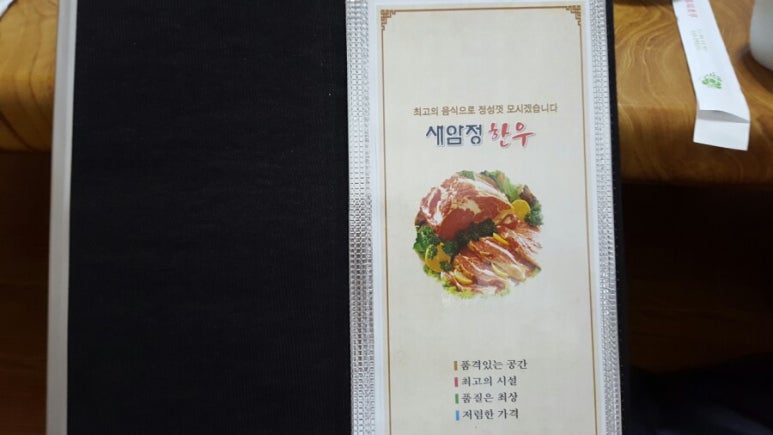 최고의 음식으로 정성껏 모시겠습니다
새암정 한우
품격있는 공간
최고의 시설
품질은 최상
저렴한 가격